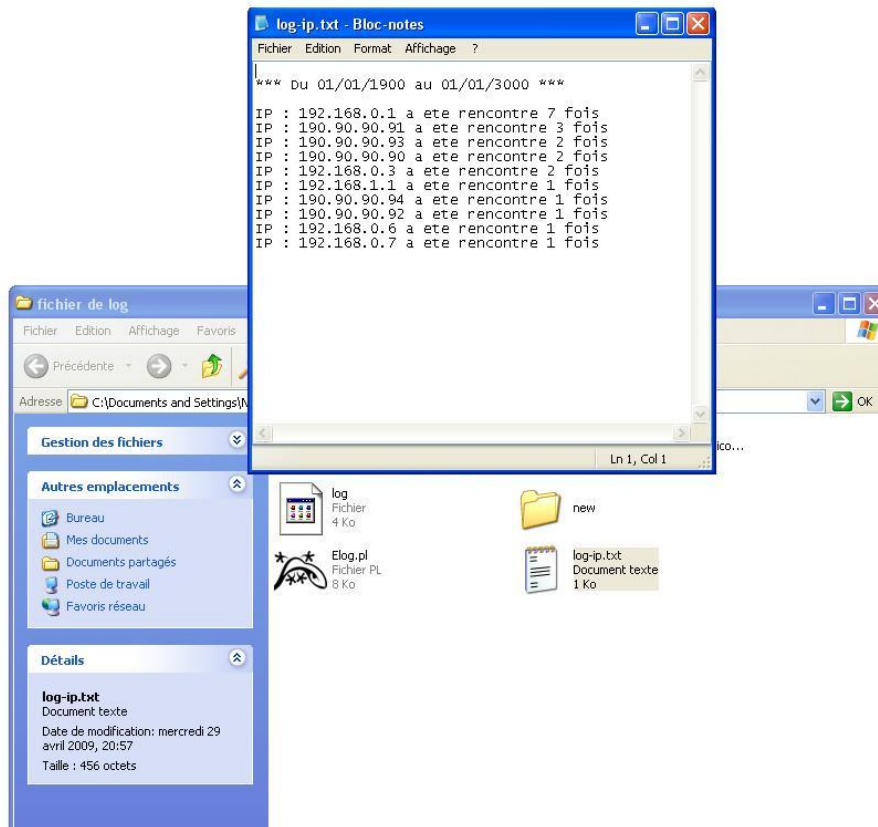 log-ip.txt - Bloc-notes
Fichier Edition Format Affichage ?
*** Du 01/01/1900 au 01/01/3000 ***
IP : 192.168.0.1 a ete rencontre 7 fois
IP : 190.90.90.91 a ete rencontre 3 fois
IP : 190.90.90.93 a ete rencontre 2 fois
IP : 190.90.90.90 a ete rencontre 2 fois
IP : 192.168.0.3 a ete rencontre 2 fois
IP : 192.168.1.1 a ete rencontre 1 fois
IP : 190.90.90.94 a ete rencontre 1 fois
IP : 190.90.90.92 a ete rencontre 1 fois
IP : 192.168.0.6 a ete rencontre 1 fois
IP : 192.168.0.7 a ete rencontre 1 fois
Ln 1, Col 1
fichier de log
Fichier Edition Affichage Favoris
Précédente
Adresse C:\Documents and Settings\
OK
Gestion des fichiers
Autres emplacements
Bureau
Mes documents
Documents partagés
Poste de travail
Favoris réseau
Détails
log-ip.txt
Document texte
Date de modification: mercredi 29
avril 2009, 20:57
Taille : 456 octets
ico...
log
Fichier
4 Ko
new
Elog.pl
Fichier PL
8 Ko
log-ip.txt
Document texte
1 Ko